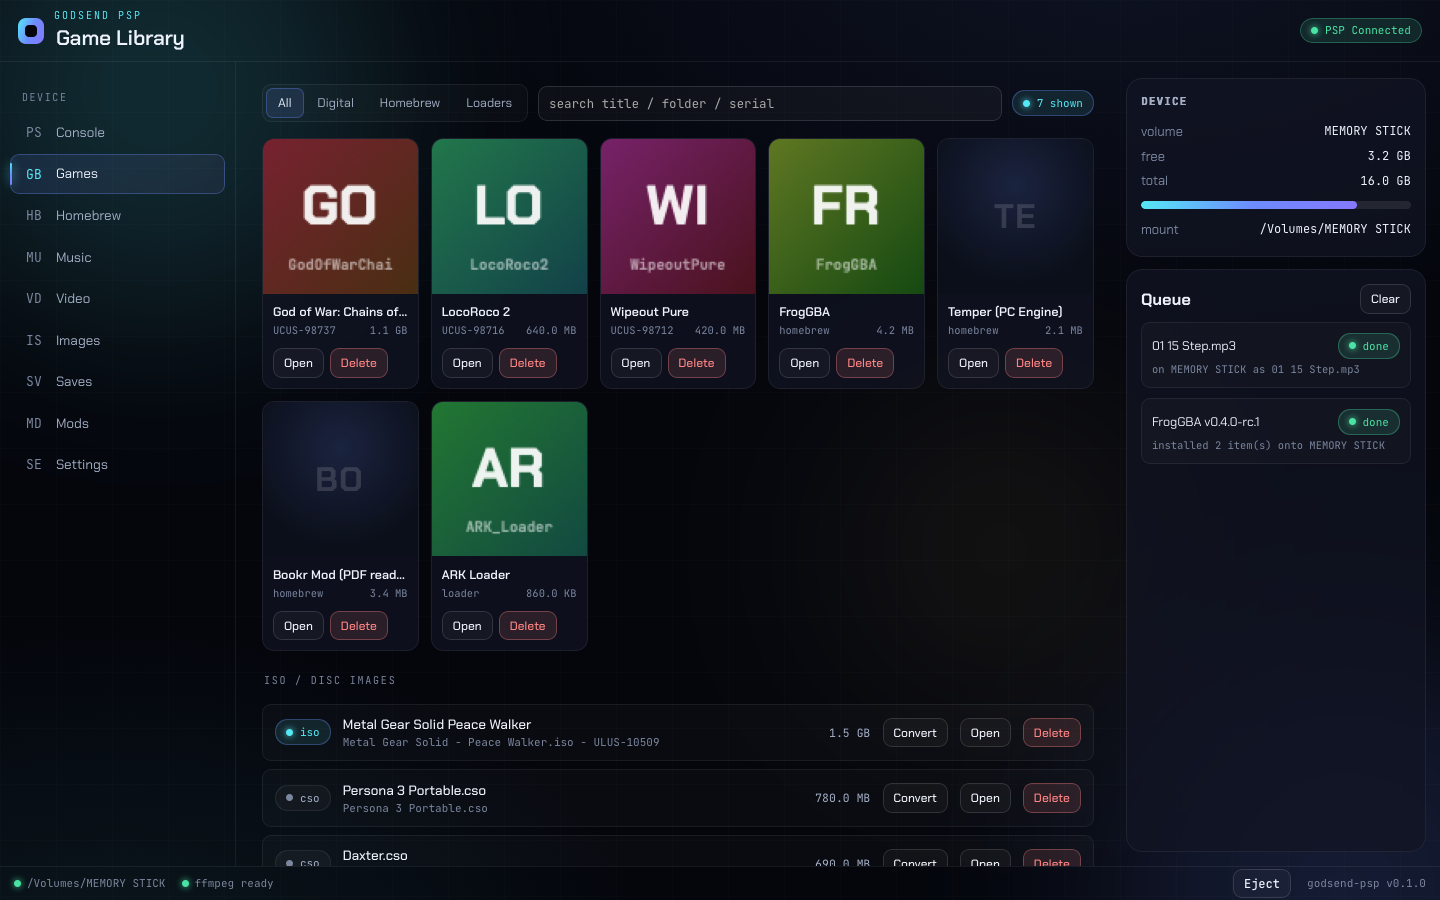 GODSEND PSP
Game Library
PSP Connected
DEVICE
PS Console
GB Games
HB Homebrew
MU Music
VD Video
IS Images
SV Saves
MD Mods
SE Settings
All Digital Homebrew Loaders
search title / folder / serial
7 shown
GO
GodOfWarChai
God of War: Chains of...
UCUS-98737 1.1 GB
Open Delete
LO
LocoRoco2
LocoRoco 2
UCUS-98716 640.0 MB
Open Delete
WI
WipeoutPure
Wipeout Pure
UCUS-98712 420.0 MB
Open Delete
FR
FrogGBA
FrogGBA
homebrew 4.2 MB
Open Delete
TE
Temper (PC Engine)
homebrew 2.1 MB
Open Delete
BO
Bookr Mod (PDF read...
homebrew 3.4 MB
Open Delete
AR
ARK_Loader
ARK Loader
loader 860.0 KB
Open Delete
ISO / DISC IMAGES
iso
Metal Gear Solid Peace Walker
Metal Gear Solid - Peace Walker.iso - ULUS-10509
1.5 GB Convert Open Delete
cso
Persona 3 Portable.cso
Persona 3 Portable.cso
780.0 MB Convert Open Delete
cso
Daxter.cso
690.0 MB Convert Open Delete
DEVICE
volume MEMORY STICK
free 3.2 GB
total 16.0 GB
mount /Volumes/MEMORY STICK
Queue Clear
01 15 Step.mp3 done
on MEMORY STICK as 01 15 Step.mp3
FrogGBA v0.4.0-rc.1 done
installed 2 item(s) onto MEMORY STICK
/Volumes/MEMORY STICK ffmpeg ready
Eject godsend-psp v0.1.0